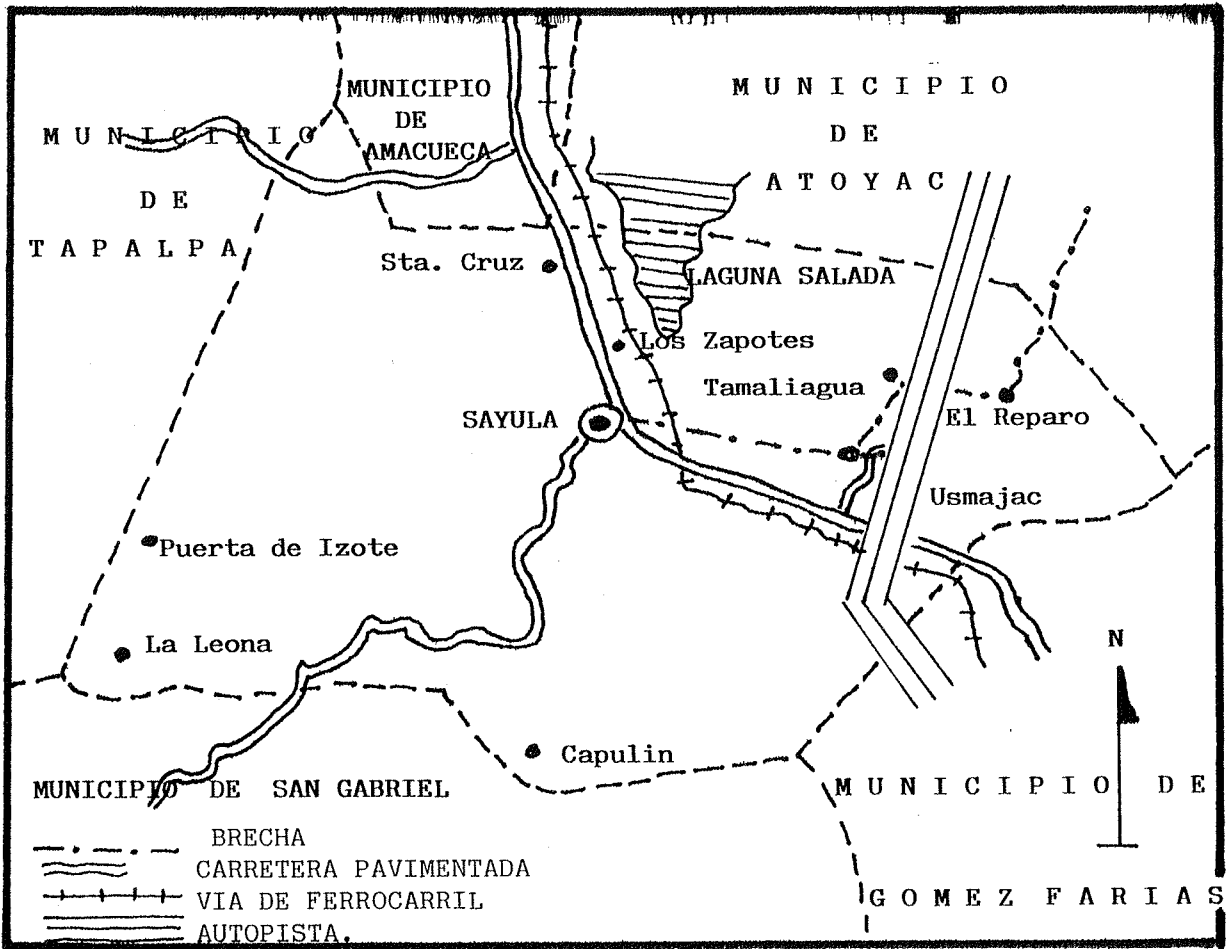 MUNICIPIO
DE
AMACUECA
MUNICIPIO
DE
ATOYAC
MUNICIPIO
DE
TAPALPA
Sta. Cruz
LAGUNA SALADA
Los Zapotes
Tamaliagua
El Reparo
SAYULA
Usmajac
Puerta de Izote
La Leona
N
Capulin
MUNICIPIO DE SAN GABRIEL
MUNICIPIO DE
GOMEZ FARIAS
BRECHA
CARRETERA PAVIMENTADA
VIA DE FERROCARRIL
AUTOPISTA.